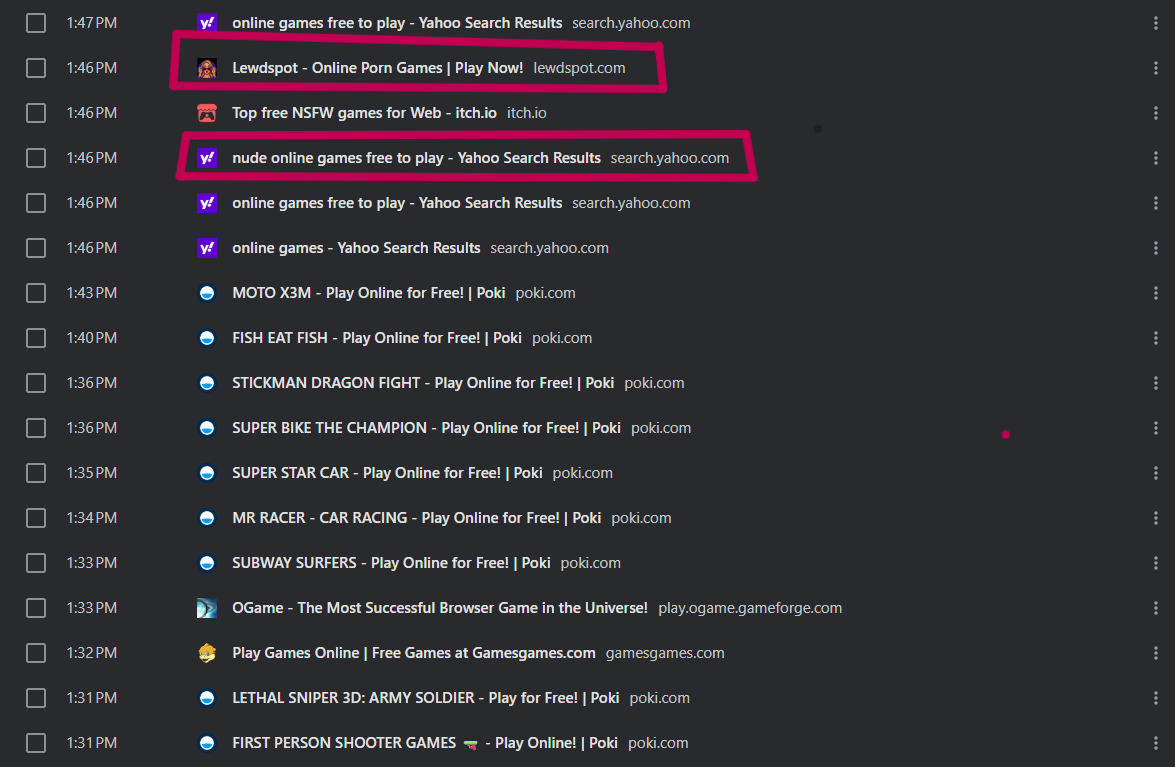 1:47 PM online games free to play - Yahoo Search Results search.yahoo.com
1:46 PM Lewdspot - Online Porn Games | Play Now! lewdspot.com
1:46 PM Top free NSFW games for Web - itch.io itch.io
1:46 PM nude online games free to play - Yahoo Search Results search.yahoo.com
1:46 PM online games free to play - Yahoo Search Results search.yahoo.com
1:46 PM online games - Yahoo Search Results search.yahoo.com
1:43 PM MOTO X3M - Play Online for Free! | Poki poki.com
1:40 PM FISH EAT FISH - Play Online for Free! | Poki poki.com
1:36 PM STICKMAN DRAGON FIGHT - Play Online for Free! | Poki poki.com
1:36 PM SUPER BIKE THE CHAMPION - Play Online for Free! | Poki poki.com
1:35 PM SUPER STAR CAR - Play Online for Free! | Poki poki.com
1:34 PM MR RACER - CAR RACING - Play Online for Free! | Poki poki.com
1:33 PM SUBWAY SURFERS - Play Online for Free! | Poki poki.com
1:33 PM OGame - The Most Successful Browser Game in the Universe! play.ogame.gameforge.com
1:32 PM Play Games Online | Free Games at Gamesgames.com gamesgames.com
1:31 PM LETHAL SNIPER 3D: ARMY SOLDIER - Play for Free! | Poki poki.com
1:31 PM FIRST PERSON SHOOTER GAMES 🔫 - Play Online! | Poki poki.com